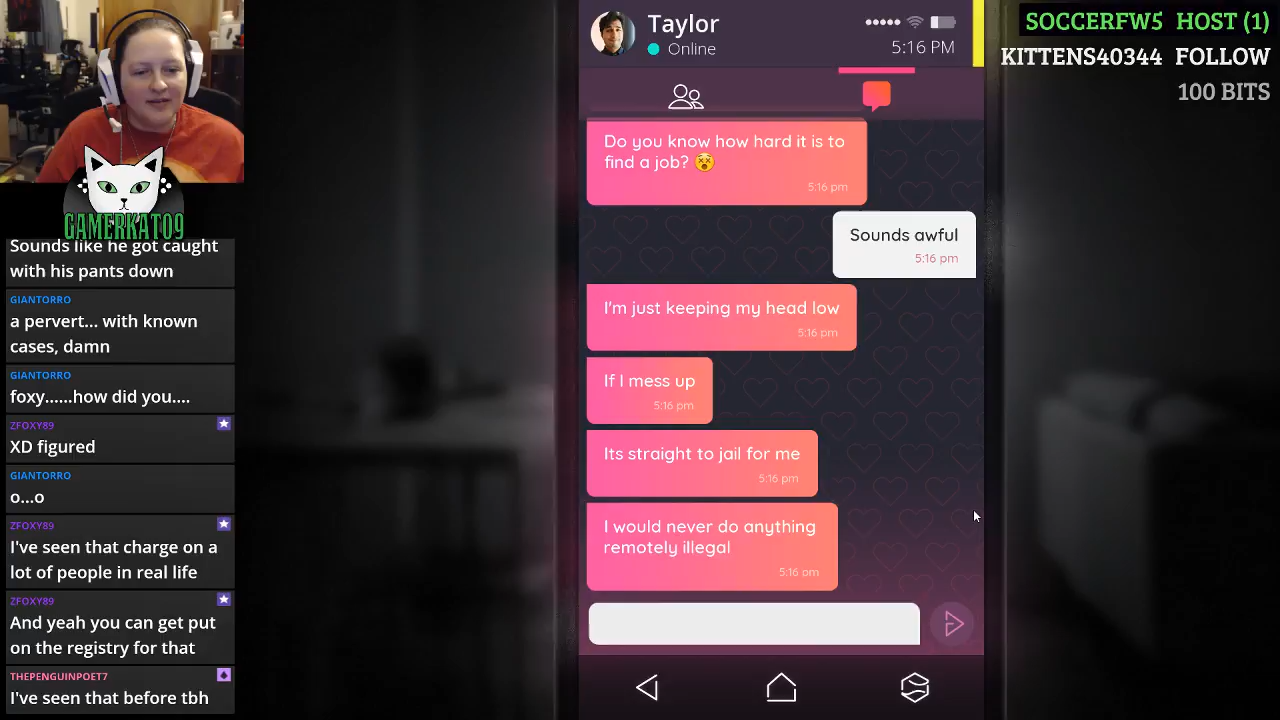 Taylor
Online
5:16 PM
SOCCERFW5 HOST (1)
KITTENS40344 FOLLOW
100 BITS
Do you know how hard it is to
find a job? 😵
5:16 pm
Sounds awful
5:16 pm
I'm just keeping my head low
5:16 pm
If I mess up
5:16 pm
Its straight to jail for me
5:16 pm
I would never do anything
remotely illegal
5:16 pm
GAMERKAT09
Sounds like he got caught
with his pants down
GIANTORRO
a pervert... with known
cases, damn
GIANTORRO
foxy......how did you....
ZFOXY89
XD figured
GIANTORRO
o...o
ZFOXY89
I've seen that charge on a
lot of people in real life
ZFOXY89
And yeah you can get put
on the registry for that
THEPENGUINPOET7
I've seen that before tbh